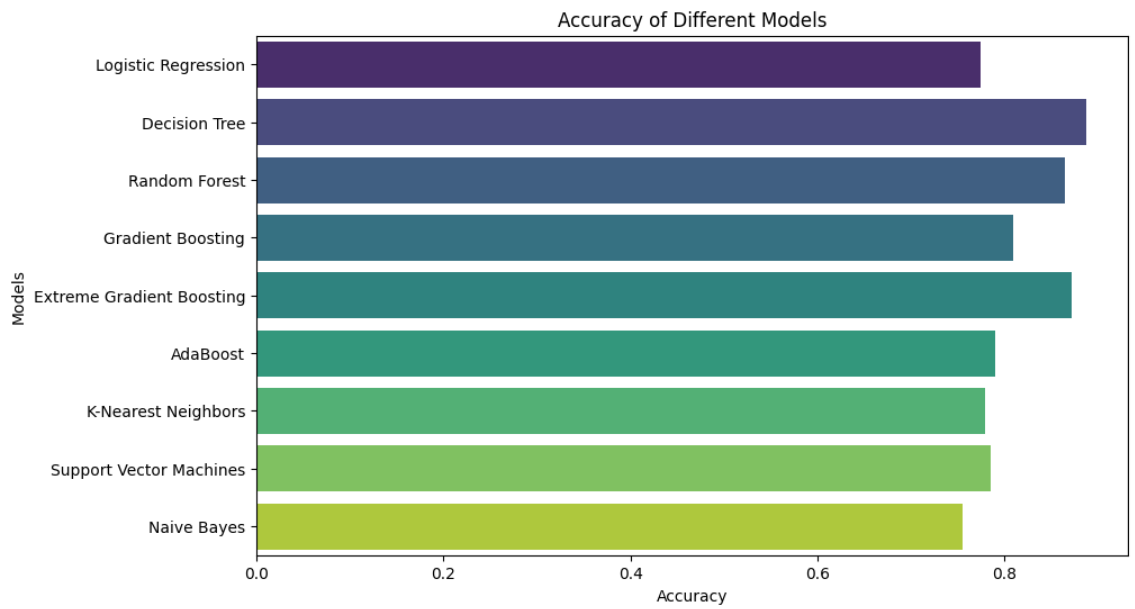 Accuracy of Different Models
Models
Logistic Regression
Decision Tree
Random Forest
Gradient Boosting
Extreme Gradient Boosting
AdaBoost
K-Nearest Neighbors
Support Vector Machines
Naive Bayes
0.0 0.2 0.4 0.6 0.8
Accuracy